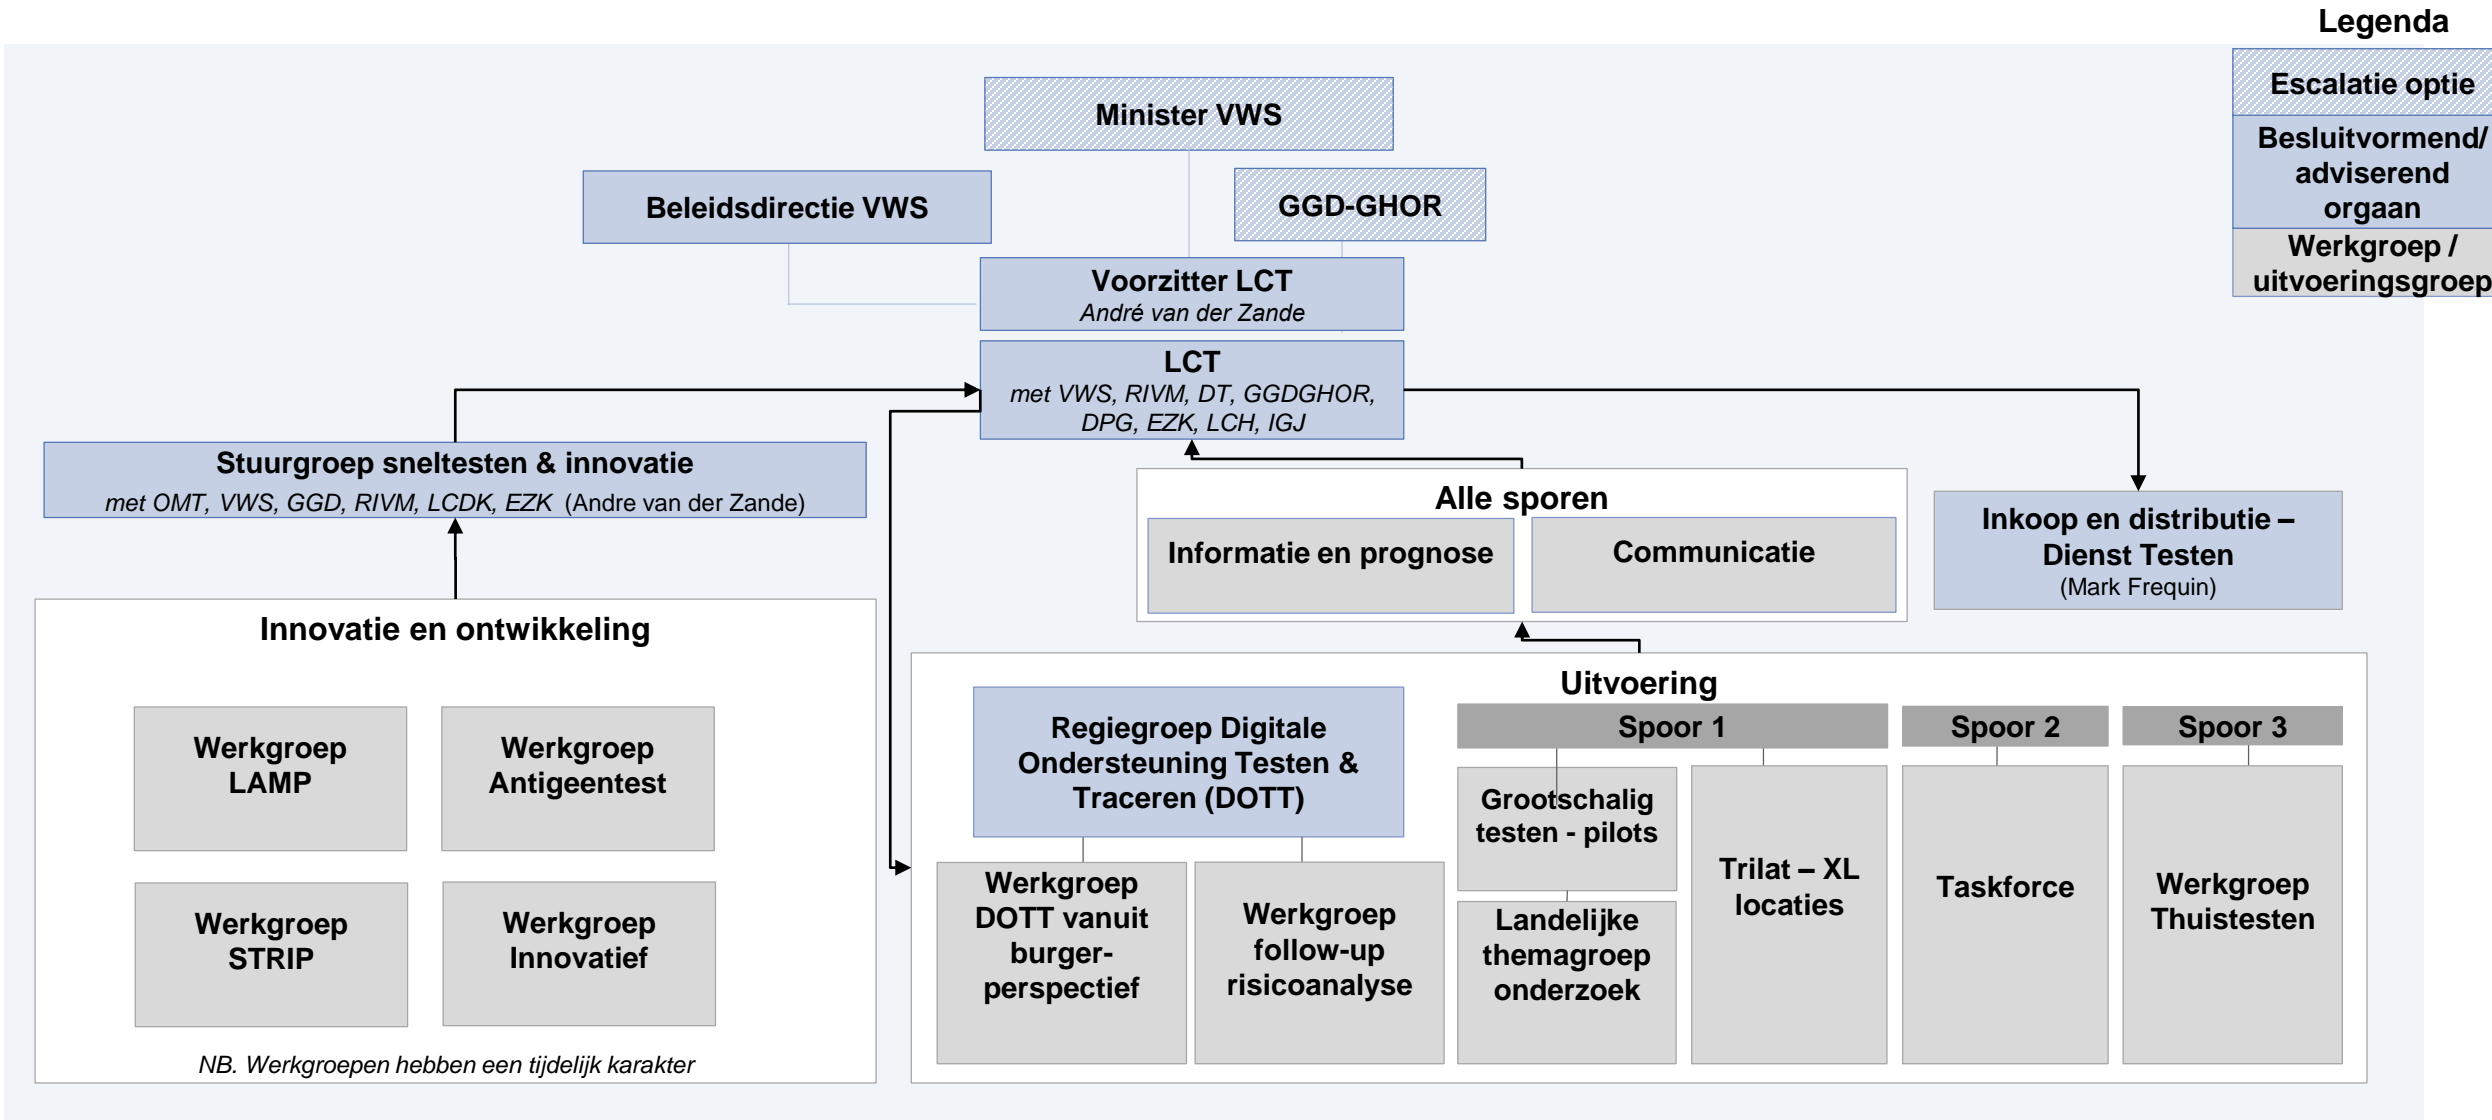 Legenda
Escalatie optie
Besluitvormend/
adviserend
orgaan
Werkgroep /
uitvoeringsgroep
Minister VWS
Beleidsdirectie VWS
GGD-GHOR
Voorzitter LCT
André van der Zande
LCT
met VWS, RIVM, DT, GGDGHOR,
DPG, EZK, LCH, IGJ
Stuurgroep sneltesten & innovatie
met OMT, VWS, GGD, RIVM, LCDK, EZK (Andre van der Zande)
Alle sporen
Informatie en prognose
Communicatie
Inkoop en distributie –
Dienst Testen
(Mark Frequin)
Innovatie en ontwikkeling
Werkgroep
LAMP
Werkgroep
Antigeentest
Werkgroep
STRIP
Werkgroep
Innovatief
NB. Werkgroepen hebben een tijdelijk karakter
Uitvoering
Regiegroep Digitale
Ondersteuning Testen &
Traceren (DOTT)
Werkgroep
DOTT vanuit
burger-
perspectief
Werkgroep
follow-up
risicoanalyse
Spoor 1
Grootschalig
testen - pilots
Landelijke
themagroep
onderzoek
Trilat – XL
locaties
Spoor 2
Taskforce
Spoor 3
Werkgroep
Thuistesten